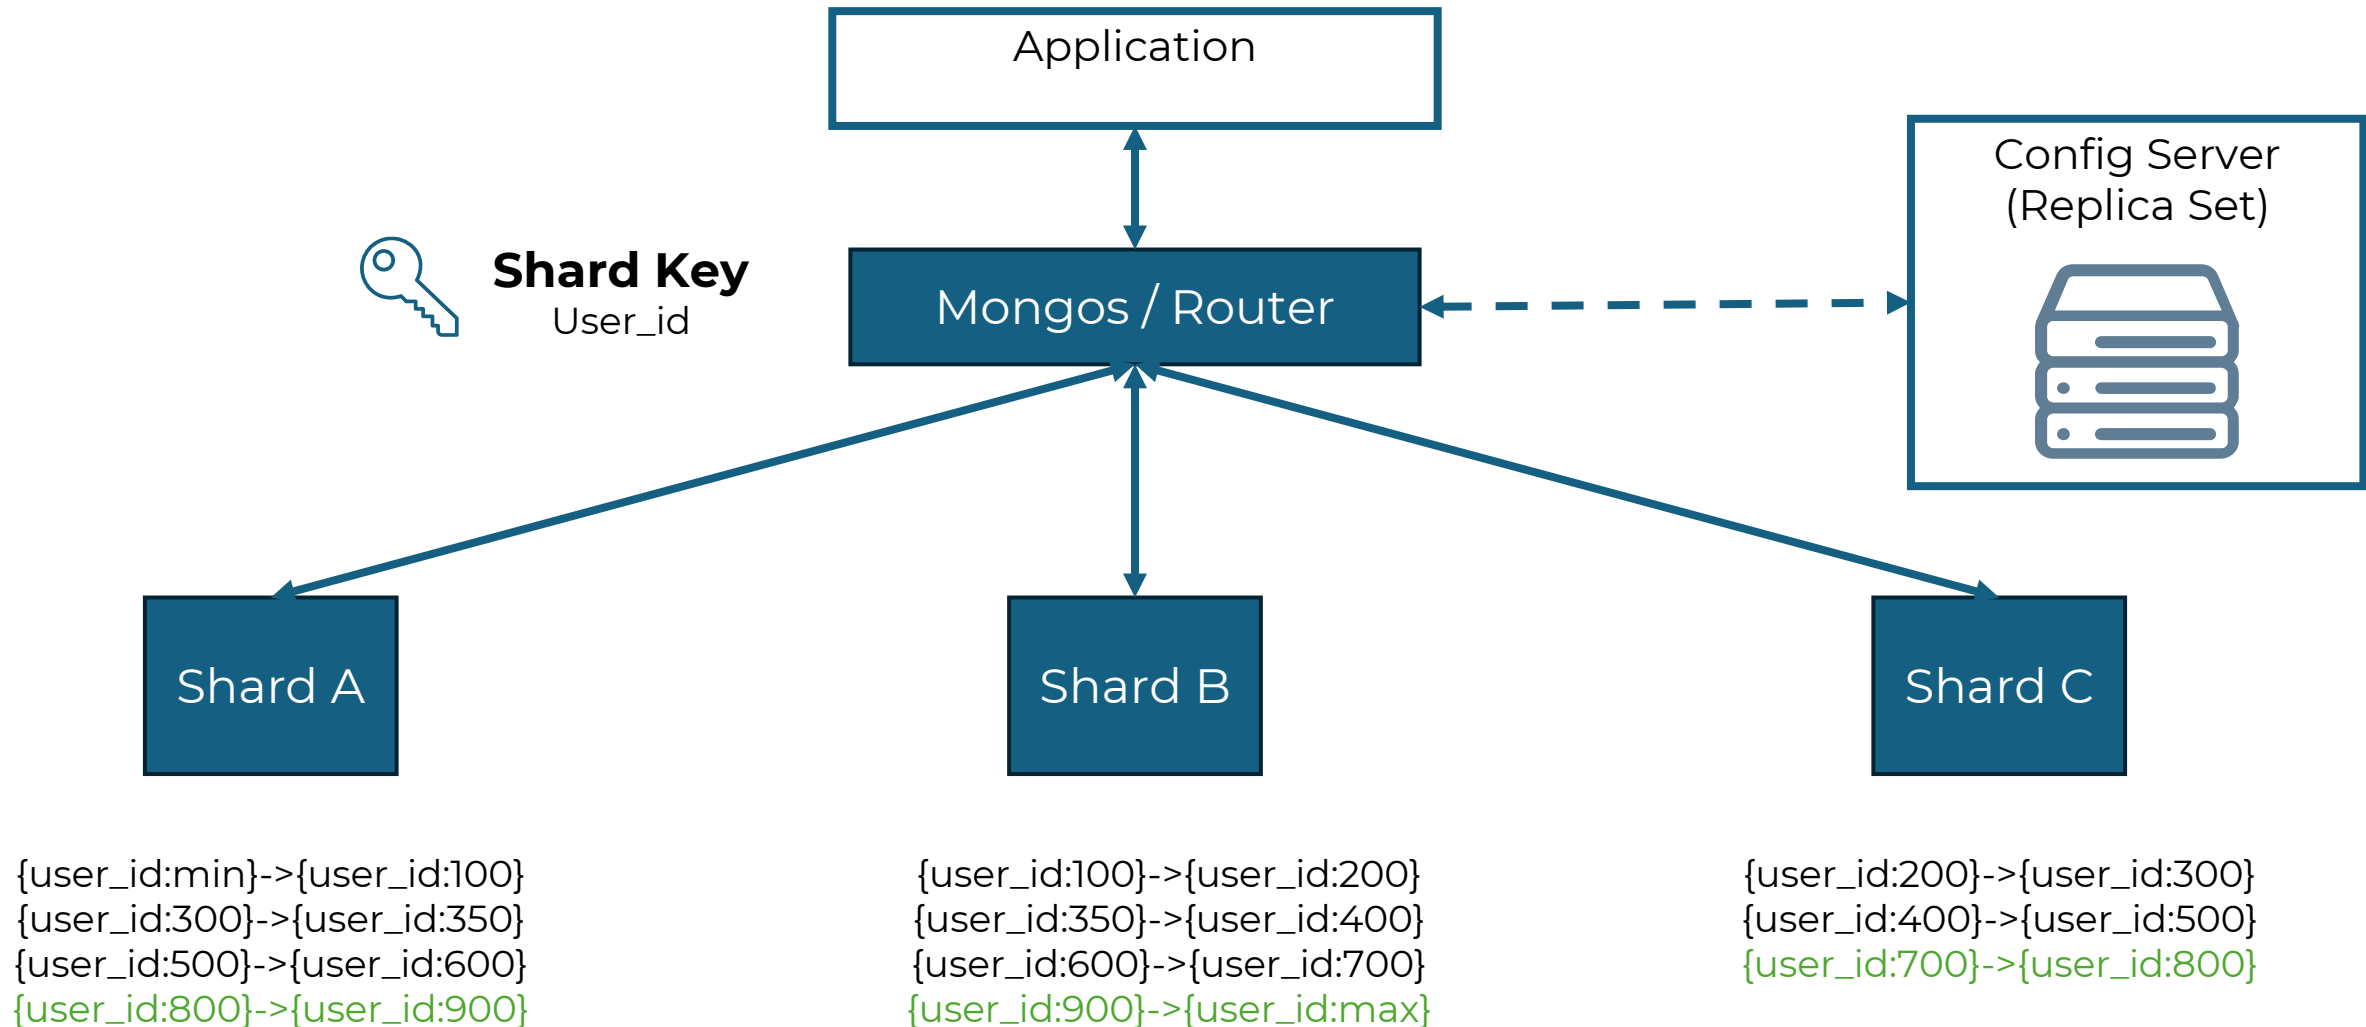 Application
Config Server
(Replica Set)
Shard Key
User_id
Mongos / Router
Shard A
Shard B
Shard C
{user_id:min}->{user_id:100}
{user_id:300}->{user_id:350}
{user_id:500}->{user_id:600}
{user_id:800}->{user_id:900}
{user_id:100}->{user_id:200}
{user_id:350}->{user_id:400}
{user_id:600}->{user_id:700}
{user_id:900}->{user_id:max}
{user_id:200}->{user_id:300}
{user_id:400}->{user_id:500}
{user_id:700}->{user_id:800}